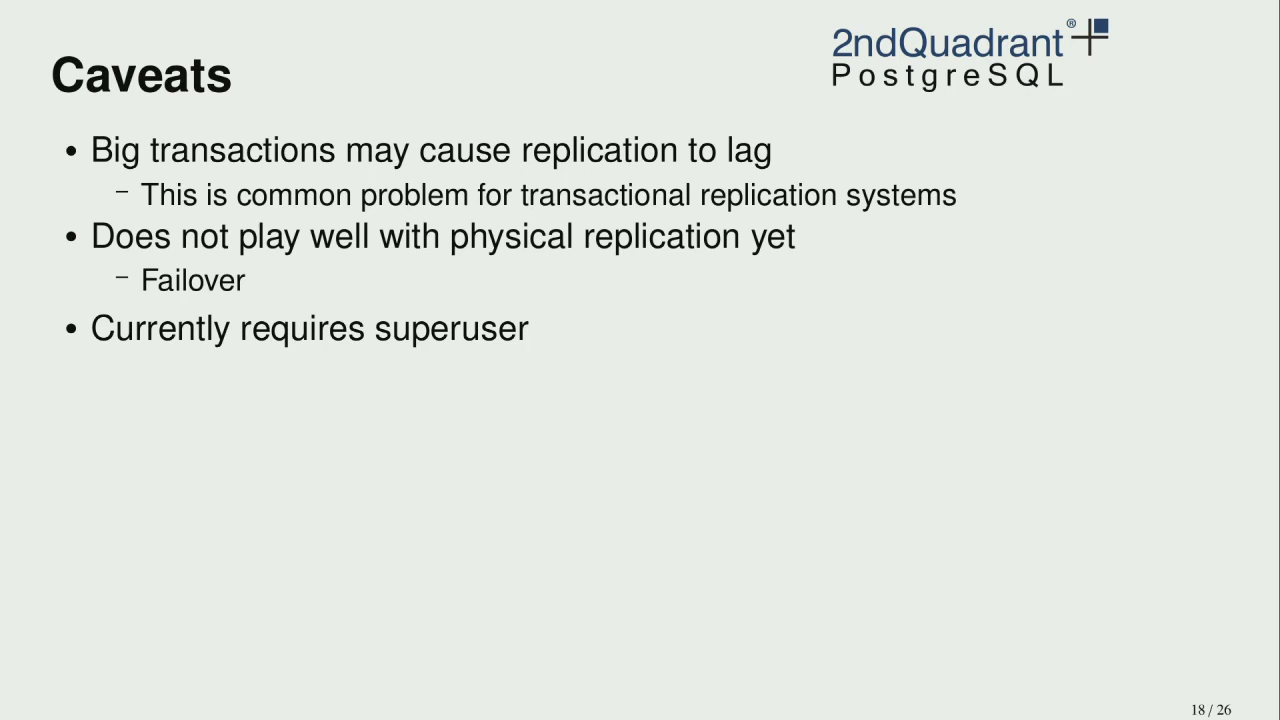 2ndQuadrant®
PostgreSQL
Caveats
• Big transactions may cause replication to lag
– This is common problem for transactional replication systems
• Does not play well with physical replication yet
– Failover
• Currently requires superuser
18 / 26